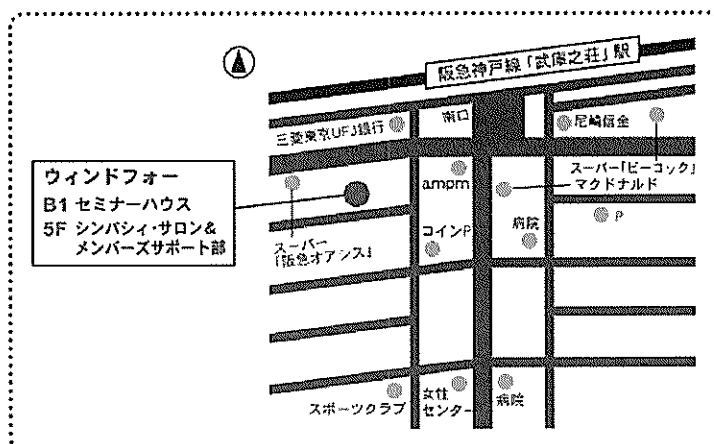 阪急神戸線「武庫之荘」駅
三菱東京UFJ銀行
南口
尼崎信金
スーパー「ピーコック」
マクドナルド
ampm
ウィンドフォー
B1 セミナーハウス
5F シンパシィ・サロン&
メンバーズサポート部
スーパー
「阪急オアシス」
コインP
病院
P
スポーツクラブ
女性
センター
病院